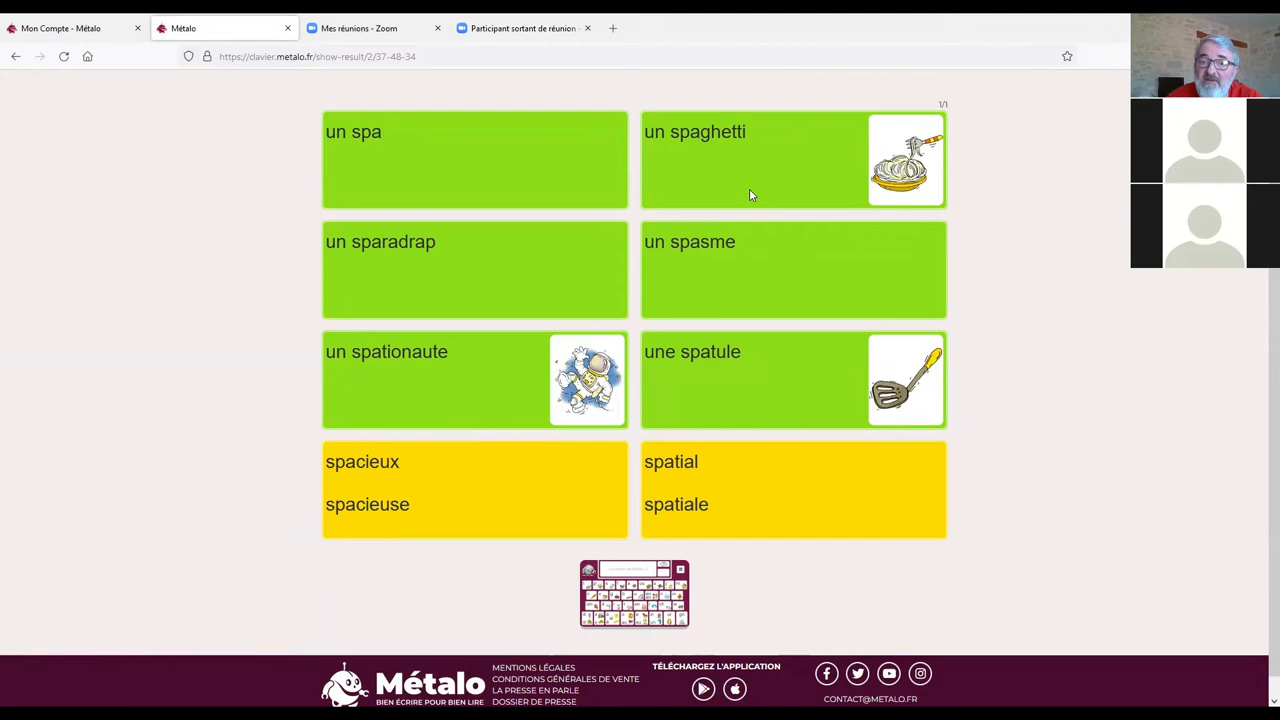 Mon Compte - Métalo
Métalo
Mes réunions - Zoom
Participant sortant de réunion -
https://clavier.metalo.fr/show-result/2/37-48-34
1/1
un spa
un spaghetti
un sparadrap
un spasme
un spationaute
une spatule
spacieux
spacieuse
spatial
spatiale
Métalo
BIEN ÉCRIRE POUR BIEN LIRE
MENTIONS LÉGALES
CONDITIONS GÉNÉRALES DE VENTE
LA PRESSE EN PARLE
DOSSIER DE PRESSE
TÉLÉCHARGEZ L'APPLICATION
CONTACT@METALO.FR